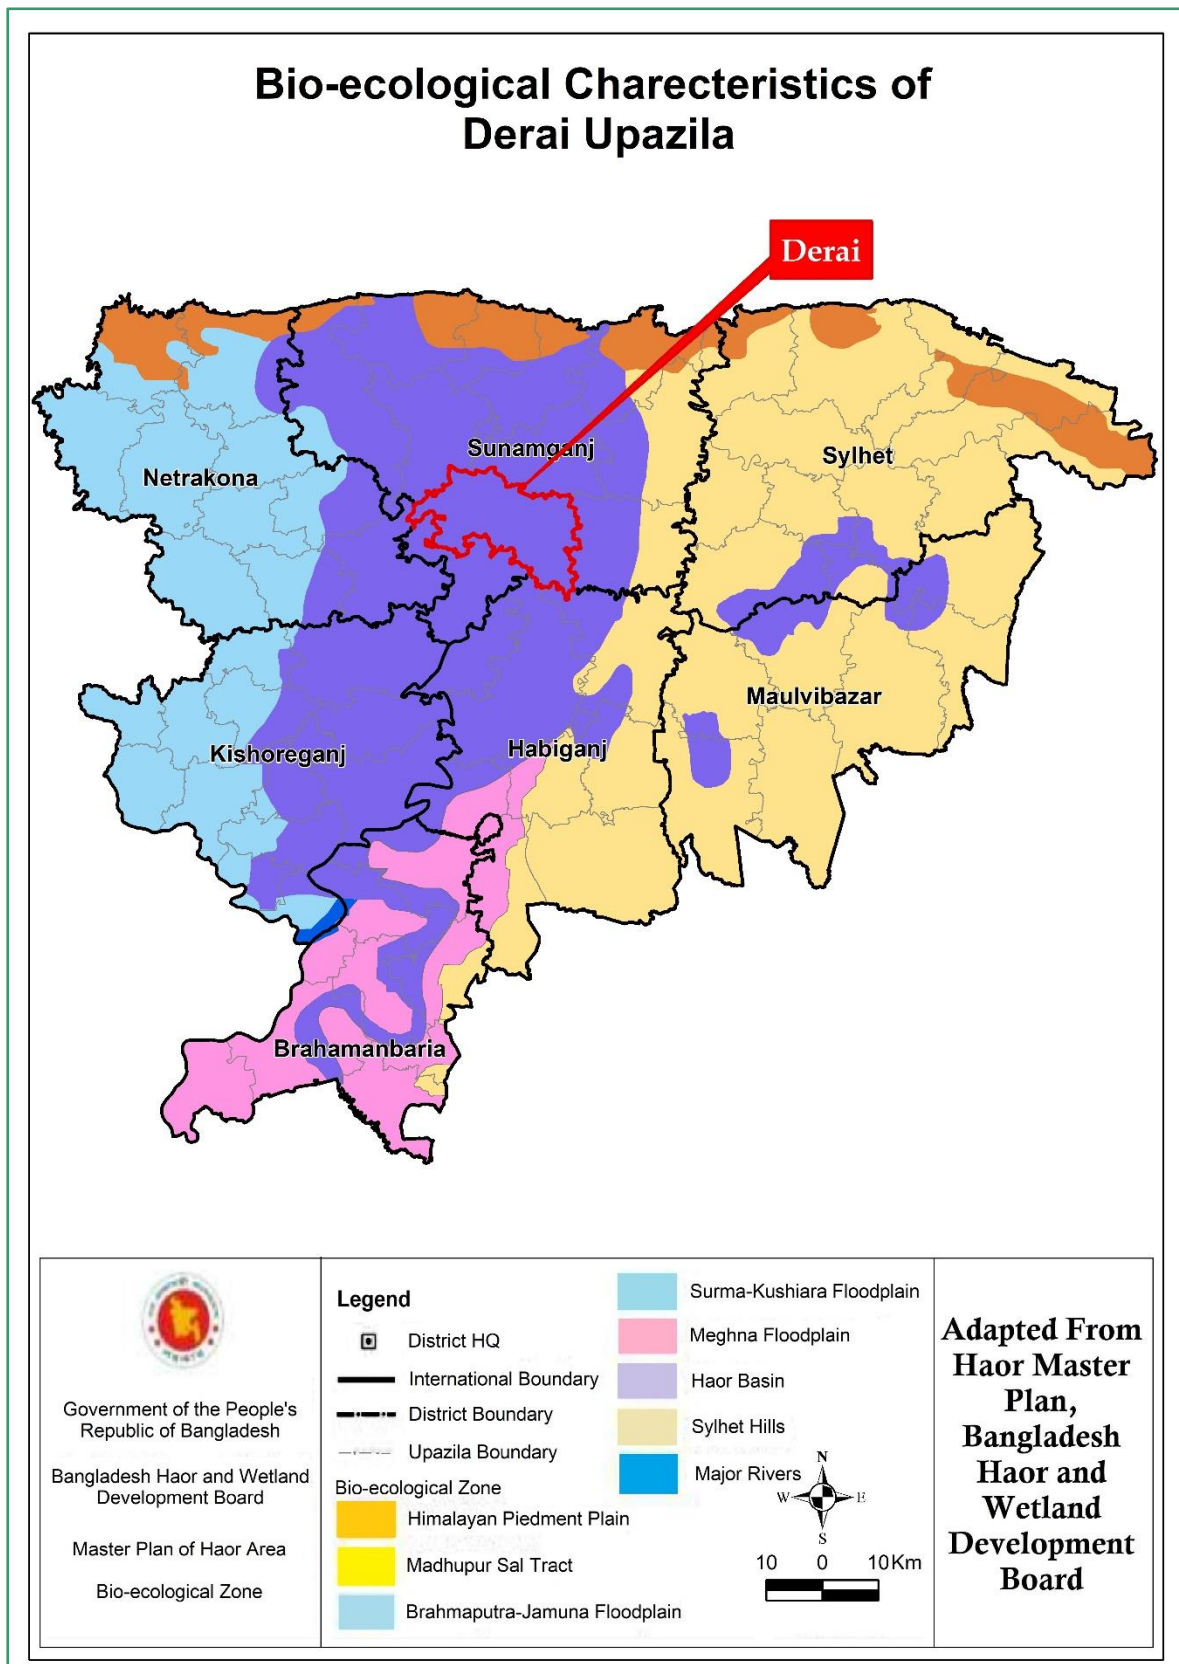 Bio-ecological Charecteristics of
Derai Upazila
Derai
Sunamganj
Netrakona
Sylhet
Maulvibazar
Kishoreganj
Habiganj
Brahamanbaria
Government of the People's
Republic of Bangladesh
Bangladesh Haor and Wetland
Development Board
Master Plan of Haor Area
Bio-ecological Zone
Legend
District HQ
International Boundary
District Boundary
Upazila Boundary
Bio-ecological Zone
Himalayan Piedment Plain
Madhupur Sal Tract
Brahmaputra-Jamuna Floodplain
Surma-Kushiara Floodplain
Meghna Floodplain
Haor Basin
Sylhet Hills
Major Rivers
N
W
E
S
10 0 10 Km
Adapted From
Haor Master
Plan,
Bangladesh
Haor and
Wetland
Development
Board